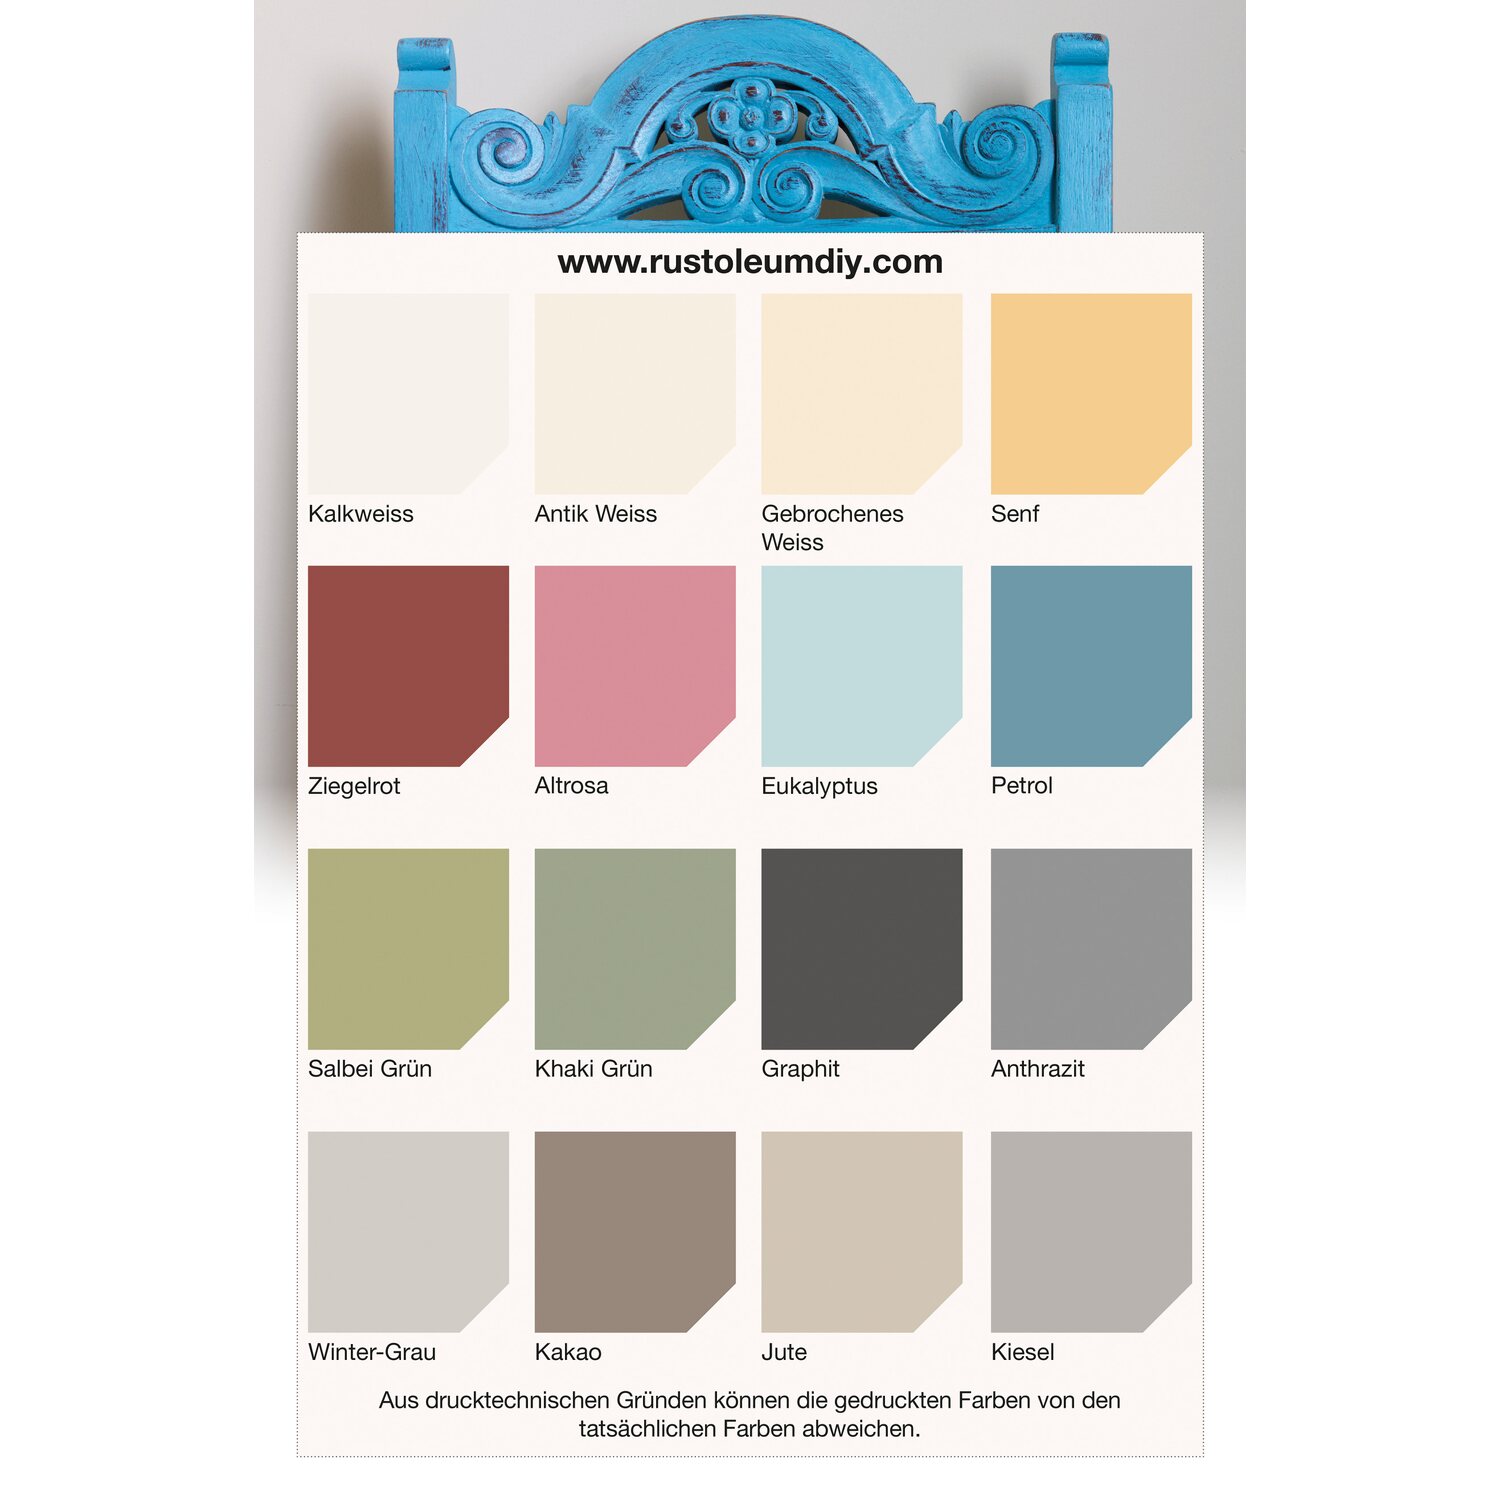 www.rustoleumdiy.com
Kalkweiss
Antik Weiss
Gebrochenes
Weiss
Senf
Ziegelrot
Altrosa
Eukalyptus
Petrol
Salbei Grün
Khaki Grün
Graphit
Anthrazit
Winter-Grau
Kakao
Jute
Kiesel
Aus drucktechnischen Gründen können die gedruckten Farben von den
tatsächlichen Farben abweichen.